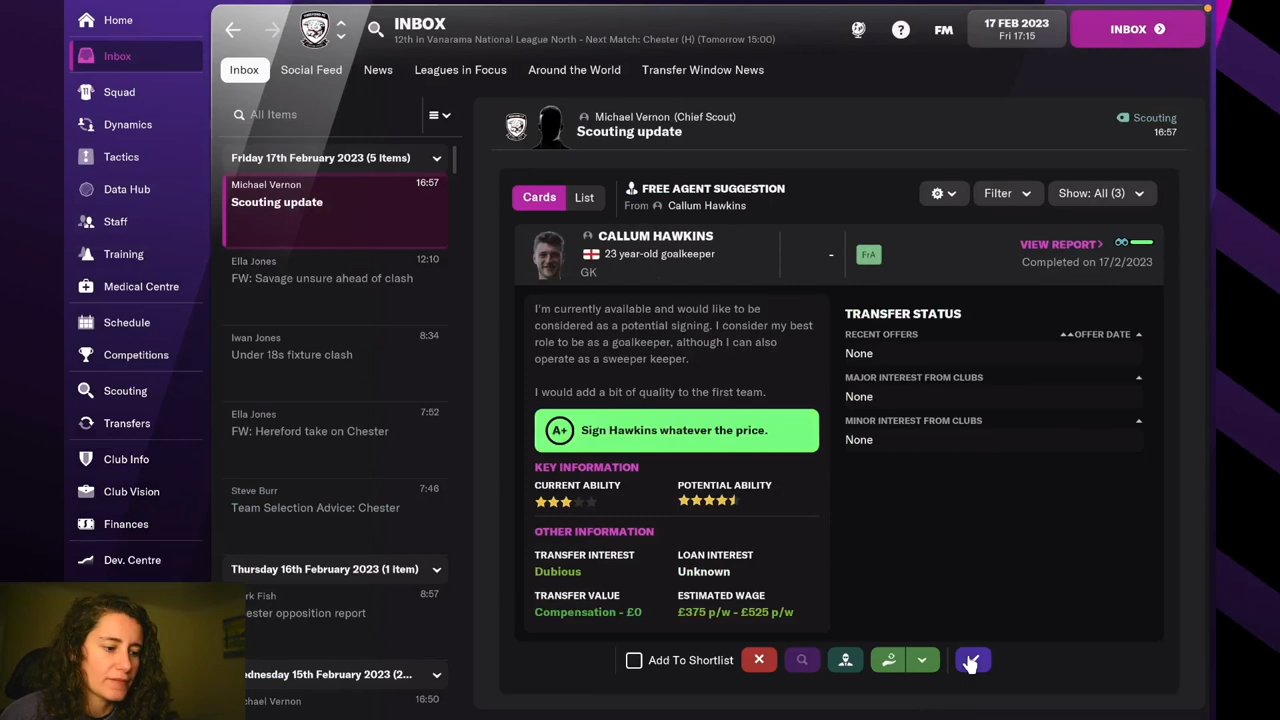 Home
Inbox
Squad
Dynamics
Tactics
Data Hub
Staff
Training
Medical Centre
Schedule
Competitions
Scouting
Transfers
Club Info
Club Vision
Finances
Dev. Centre
INBOX
12th in Vanarama National League North - Next Match: Chester (H) (Tomorrow 15:00)
?
FM
17 FEB 2023
Fri 17:15
INBOX
Inbox
Social Feed
News
Leagues in Focus
Around the World
Transfer Window News
All Items
Friday 17th February 2023 (5 Items)
Michael Vernon 16:57
Scouting update
Ella Jones 12:10
FW: Savage unsure ahead of clash
Iwan Jones 8:34
Under 18s fixture clash
Ella Jones 7:52
FW: Hereford take on Chester
Steve Burr 7:46
Team Selection Advice: Chester
Thursday 16th February 2023 (1 Item)
rk Fish 8:57
ester opposition report
dnesday 15th February 2023 (2...
chael Vernon 16:50
Michael Vernon (Chief Scout)
Scouting update
Scouting
16:57
Cards
List
FREE AGENT SUGGESTION
From Callum Hawkins
Filter
Show: All (3)
CALLUM HAWKINS
23 year-old goalkeeper
GK
-
FrA
VIEW REPORT >
Completed on 17/2/2023
I'm currently available and would like to be
considered as a potential signing. I consider my best
role to be as a goalkeeper, although I can also
operate as a sweeper keeper.
I would add a bit of quality to the first team.
A+ Sign Hawkins whatever the price.
KEY INFORMATION
CURRENT ABILITY
POTENTIAL ABILITY
OTHER INFORMATION
TRANSFER INTEREST
LOAN INTEREST
Dubious
Unknown
TRANSFER VALUE
ESTIMATED WAGE
Compensation - £0
£375 p/w - £525 p/w
TRANSFER STATUS
RECENT OFFERS
OFFER DATE
None
MAJOR INTEREST FROM CLUBS
None
MINOR INTEREST FROM CLUBS
None
Add To Shortlist